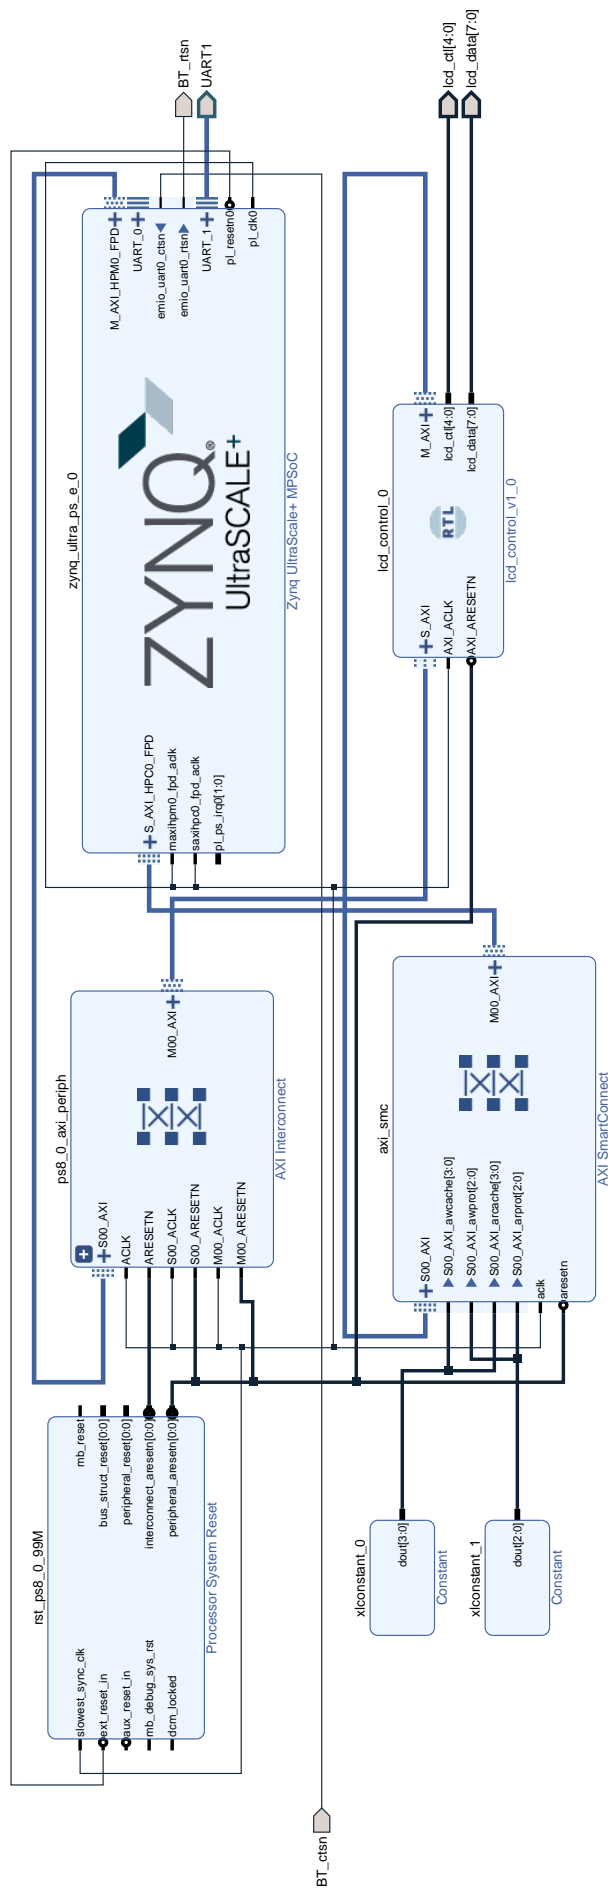 rst_ps8_0_99M
slowest_sync_clk
ext_reset_in
aux_reset_in
mb_debug_sys_rst
dcm_locked
mb_reset
bus_struct_reset[0:0]
peripheral_reset[0:0]
interconnect_aresetn[0:0]
peripheral_aresetn[0:0]
Processor System Reset
ps8_0_axi_periph
S00_AXI
ACLK
ARESETN
S00_ACLK
S00_ARESETN
M00_ACLK
M00_ARESETN
M00_AXI
AXI Interconnect
zynq_ultra_ps_e_0
S_AXI_HPC0_FPD
maxihpm0_fpd_aclk
saxihpc0_fpd_aclk
pl_ps_irq0[1:0]
ZYNQ®
UltraSCALE+
M_AXI_HPM0_FPD
UART_0
emio_uart0_ctsn
emio_uart0_rtsn
UART_1
pl_resetn0
pl_clk0
Zynq UltraScale+ MPSoC
BT_rtsn
UART1
BT_ctsn
xlconstant_0
dout[3:0]
Constant
xlconstant_1
dout[2:0]
Constant
axi_smc
S00_AXI
S00_AXI_awcache[3:0]
S00_AXI_awprot[2:0]
S00_AXI_arcache[3:0]
S00_AXI_arprot[2:0]
aclk
aresetn
M00_AXI
AXI SmartConnect
lcd_control_0
S_AXI
AXI_ACLK
AXI_ARESETN
RTL
M_AXI
lcd_ctl[4:0]
lcd_data[7:0]
lcd_control_v1_0
lcd_ctl[4:0]
lcd_data[7:0]